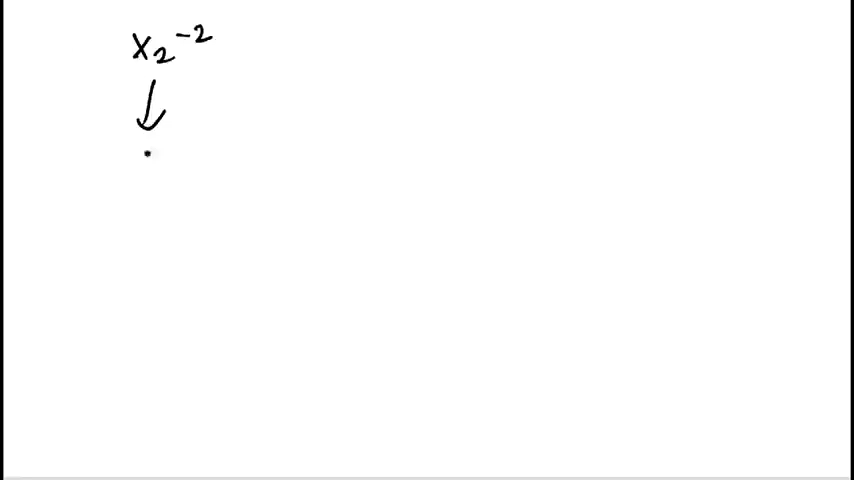 X₂⁻²
↓
.